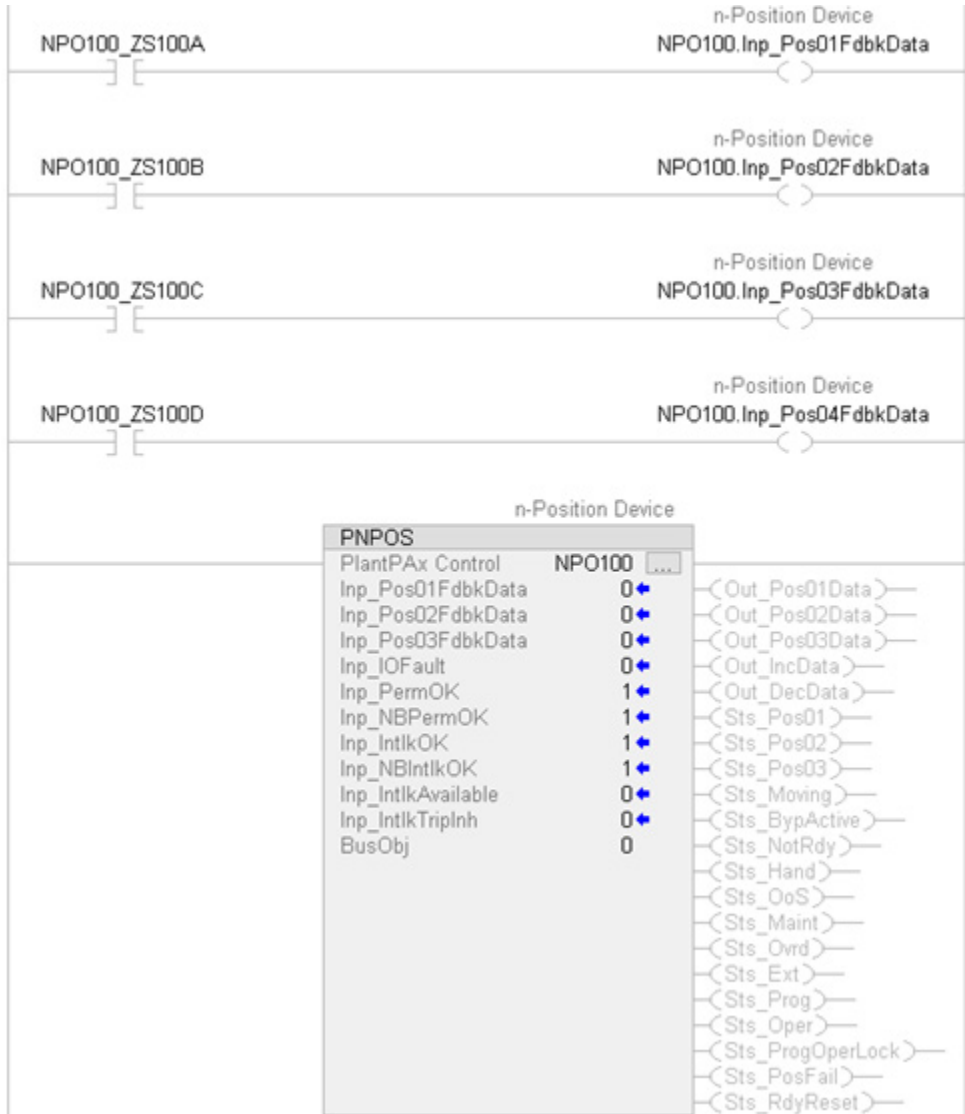 n-Position Device
NPO100_ZS100A NPO100.Inp_Pos01FdbkData
n-Position Device
NPO100_ZS100B NPO100.Inp_Pos02FdbkData
n-Position Device
NPO100_ZS100C NPO100.Inp_Pos03FdbkData
n-Position Device
NPO100_ZS100D NPO100.Inp_Pos04FdbkData
n-Position Device
PNPOS
PlantPAx Control NPO100 ...
Inp_Pos01FdbkData 0 Out_Pos01Data
Inp_Pos02FdbkData 0 Out_Pos02Data
Inp_Pos03FdbkData 0 Out_Pos03Data
Inp_IOFault 0 Out_IncData
Inp_PermOK 1 Out_DecData
Inp_NBPermOK 1 Sts_Pos01
Inp_IntlkOK 1 Sts_Pos02
Inp_NBIntlkOK 1 Sts_Pos03
Inp_IntlkAvailable 0 Sts_Moving
Inp_IntlkTripInh 0 Sts_BypActive
BusObj 0 Sts_NotRdy
Sts_Hand
Sts_OoS
Sts_Maint
Sts_Ovrd
Sts_Ext
Sts_Prog
Sts_Oper
Sts_ProgOperLock
Sts_PosFail
Sts_RdyReset